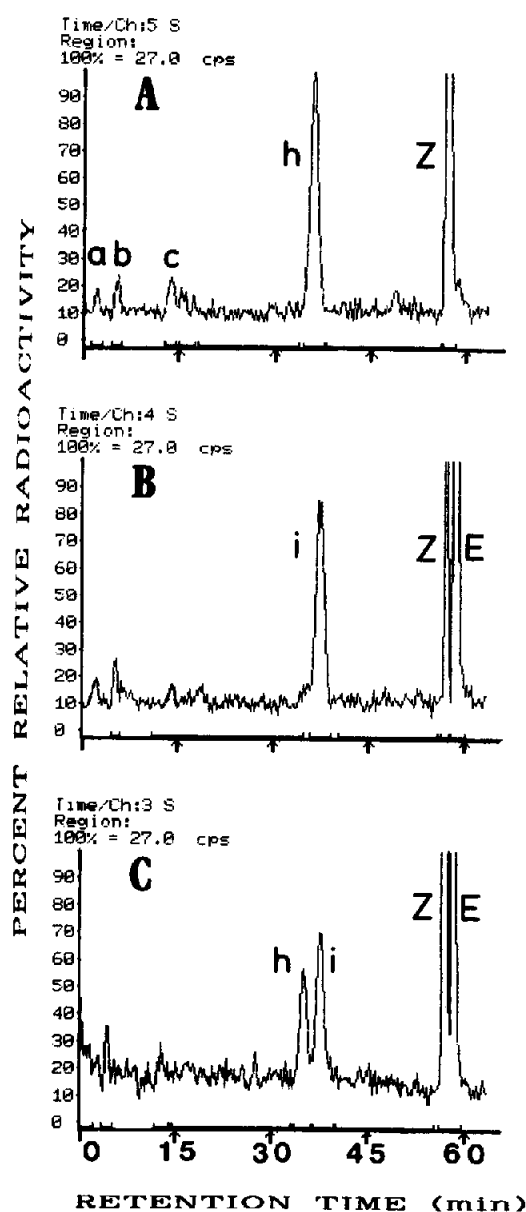 Time/Ch:5 S
Region:
100% = 27.0 cps
A
90
80
70
60
50
40
30
20
10
0
a
b
c
h
Z
Time/Ch:4 S
Region:
100% = 27.0 cps
B
90
80
70
60
50
40
30
20
10
0
i
Z
E
Time/Ch:3 S
Region:
100% = 27.0 cps
C
90
80
70
60
50
40
30
20
10
0
h
i
Z
E
0 15 30 45 60
RETENTION TIME (min)
PERCENT RELATIVE RADIOACTIVITY